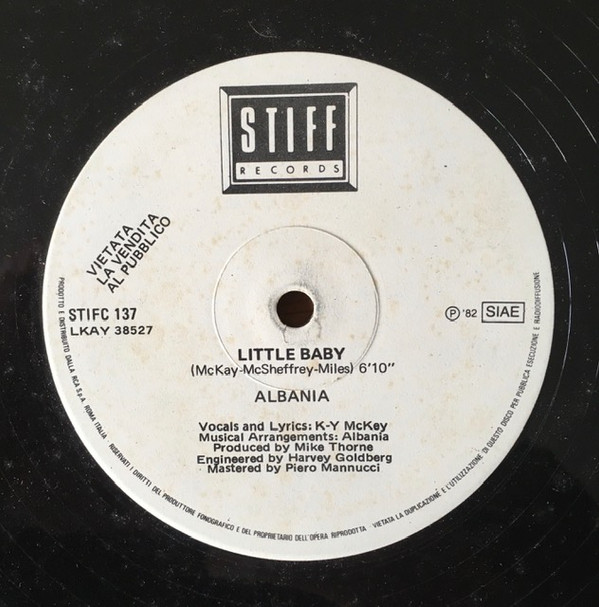 STIFF
RECORDS
VIETATA
LA VENDITA
AL PUBBLICO
STIFC 137
LKAY 38527
℗ '82 SIAE
LITTLE BABY
(McKay-McSheffrey-Miles) 6'10"
ALBANIA
Vocals and Lyrics: K-Y McKey
Musical Arrangements: Albania
Produced by Mike Thorne
Engineered by Harvey Goldberg
Mastered by Piero Mannucci
PRODOTTO E DISTRIBUITO DALLA RCA S.p.A. ROMA ITALIA RISERVATI I DIRITTI DEL PRODUTTORE FONOGRAFICO E DEL PROPRIETARIO DELL'OPERA RIPRODOTTA VIETATA LA DUPLICAZIONE E L'UTILIZZAZIONE DI QUESTO DISCO PER PUBBLICA ESECUZIONE E RADIODIFFUSIONE